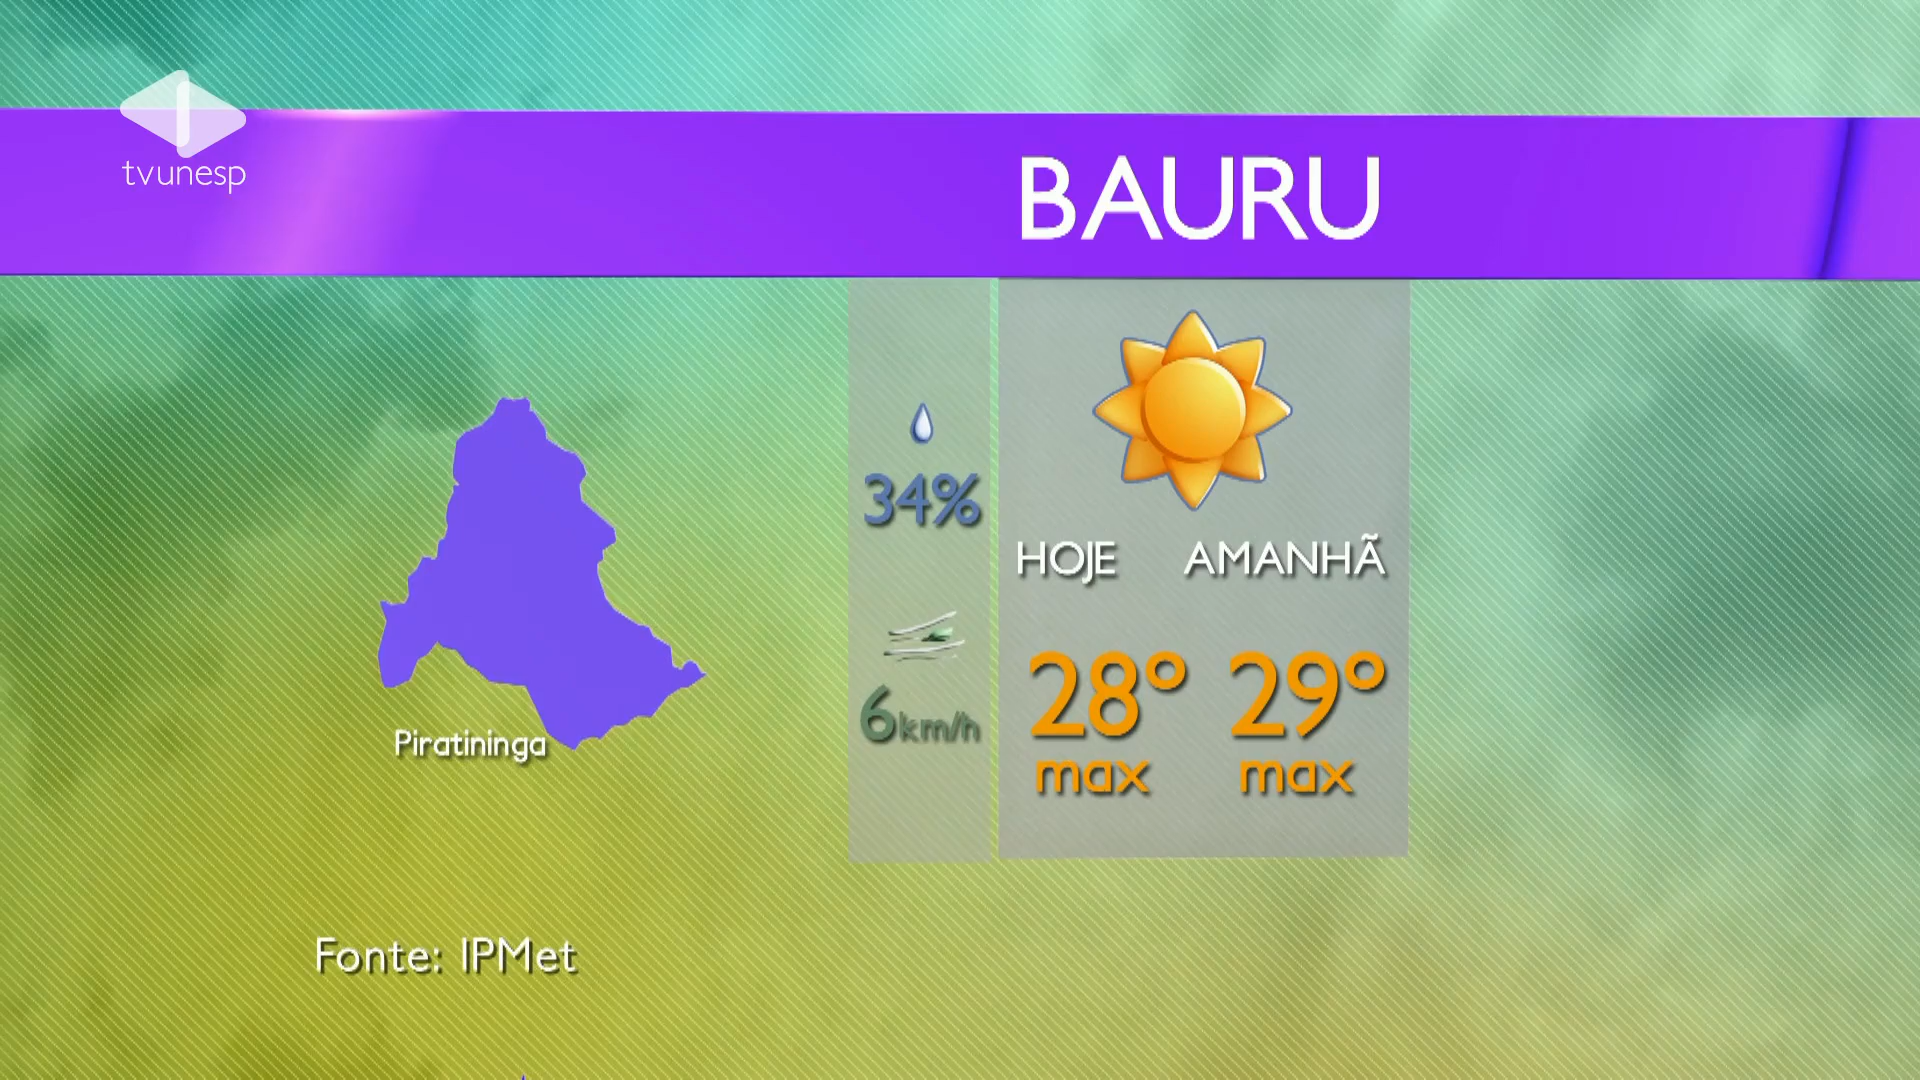 tvunesp
BAURU
34%
6km/h
HOJE AMANHÃ
28° 29°
max max
Piratininga
Fonte: IPMet